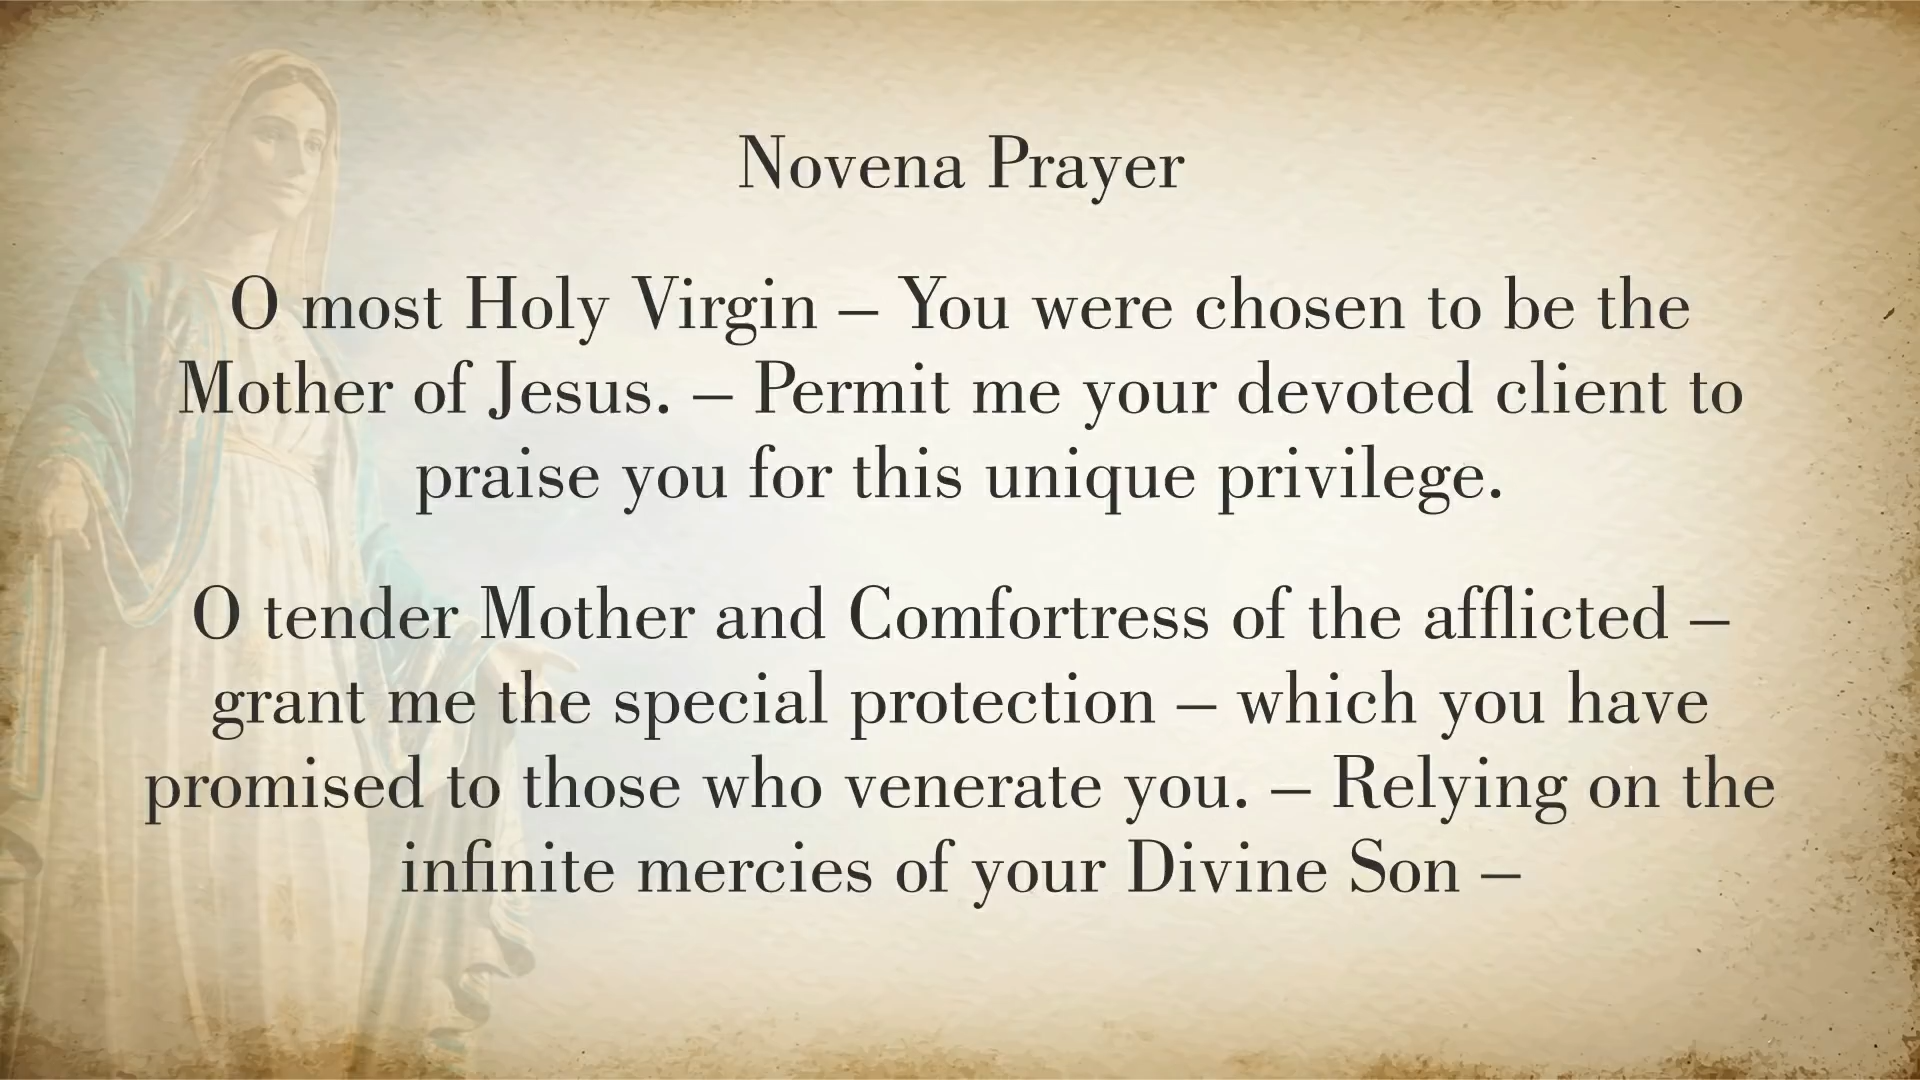 Novena Prayer
O most Holy Virgin – You were chosen to be the
Mother of Jesus. – Permit me your devoted client to
praise you for this unique privilege.
O tender Mother and Comfortress of the afflicted –
grant me the special protection – which you have
promised to those who venerate you. – Relying on the
infinite mercies of your Divine Son –